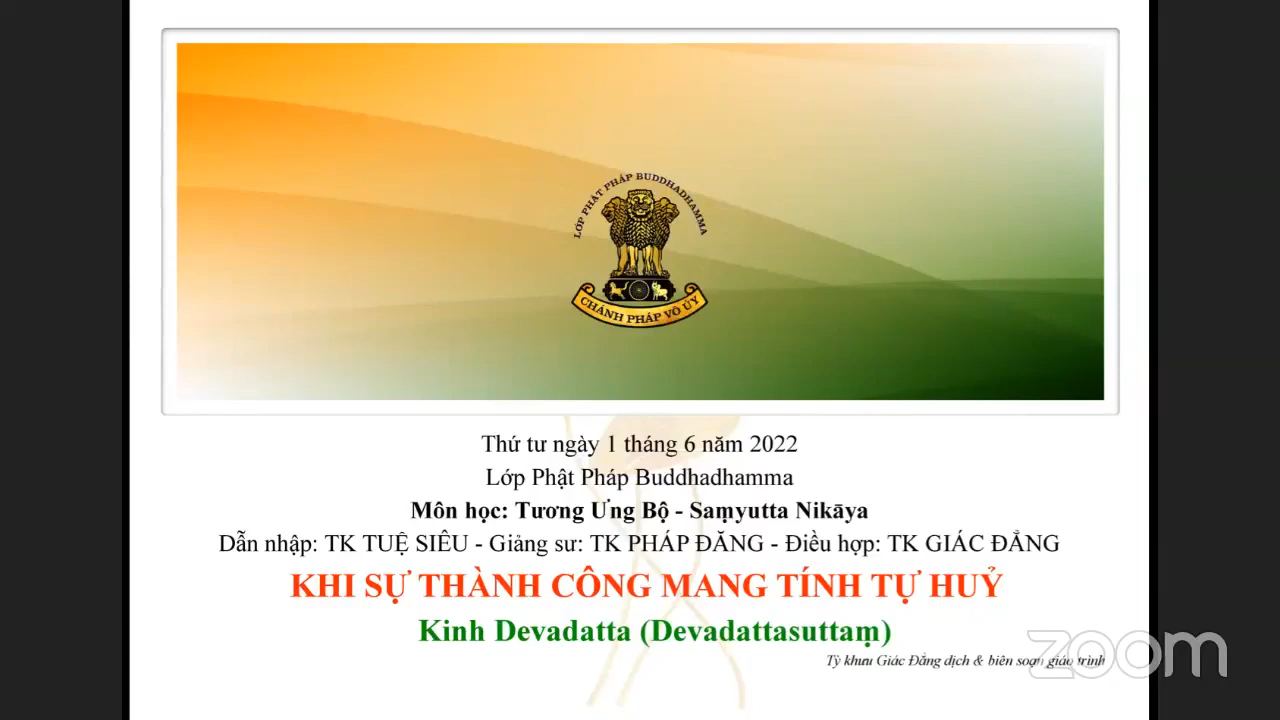 LỚP PHẬT PHÁP BUDDHADHAMMA
CHÁNH PHÁP VÔ ÚY
Thứ tư ngày 1 tháng 6 năm 2022
Lớp Phật Pháp Buddhadhamma
Môn học: Tương Ưng Bộ - Saṃyutta Nikāya
Dẫn nhập: TK TUỆ SIÊU - Giảng sư: TK PHÁP ĐĂNG - Điều hợp: TK GIÁC ĐẲNG
KHI SỰ THÀNH CÔNG MANG TÍNH TỰ HUỶ
Kinh Devadatta (Devadattasuttaṃ)
Tỳ khưu Giác Đẳng dịch & biên soạn giáo trình
zoom